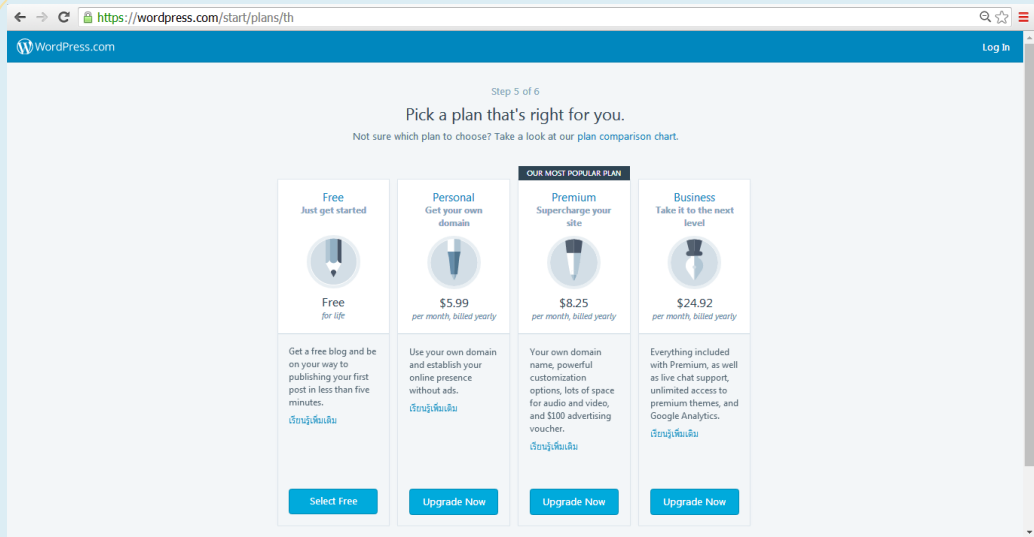 https://wordpress.com/start/plans/th
WordPress.com
Log In
Step 5 of 6
Pick a plan that's right for you.
Not sure which plan to choose? Take a look at our plan comparison chart.
Free
Just get started
Free
for life
Get a free blog and be
on your way to
publishing your first
post in less than five
minutes.
เรียนรู้เพิ่มเติม
Select Free
Personal
Get your own
domain
$5.99
per month, billed yearly
Use your own domain
and establish your
online presence
without ads.
เรียนรู้เพิ่มเติม
Upgrade Now
OUR MOST POPULAR PLAN
Premium
Supercharge your
site
$8.25
per month, billed yearly
Your own domain
name, powerful
customization
options, lots of space
for audio and video,
and $100 advertising
voucher.
เรียนรู้เพิ่มเติม
Upgrade Now
Business
Take it to the next
level
$24.92
per month, billed yearly
Everything included
with Premium, as well
as live chat support,
unlimited access to
premium themes, and
Google Analytics.
เรียนรู้เพิ่มเติม
Upgrade Now